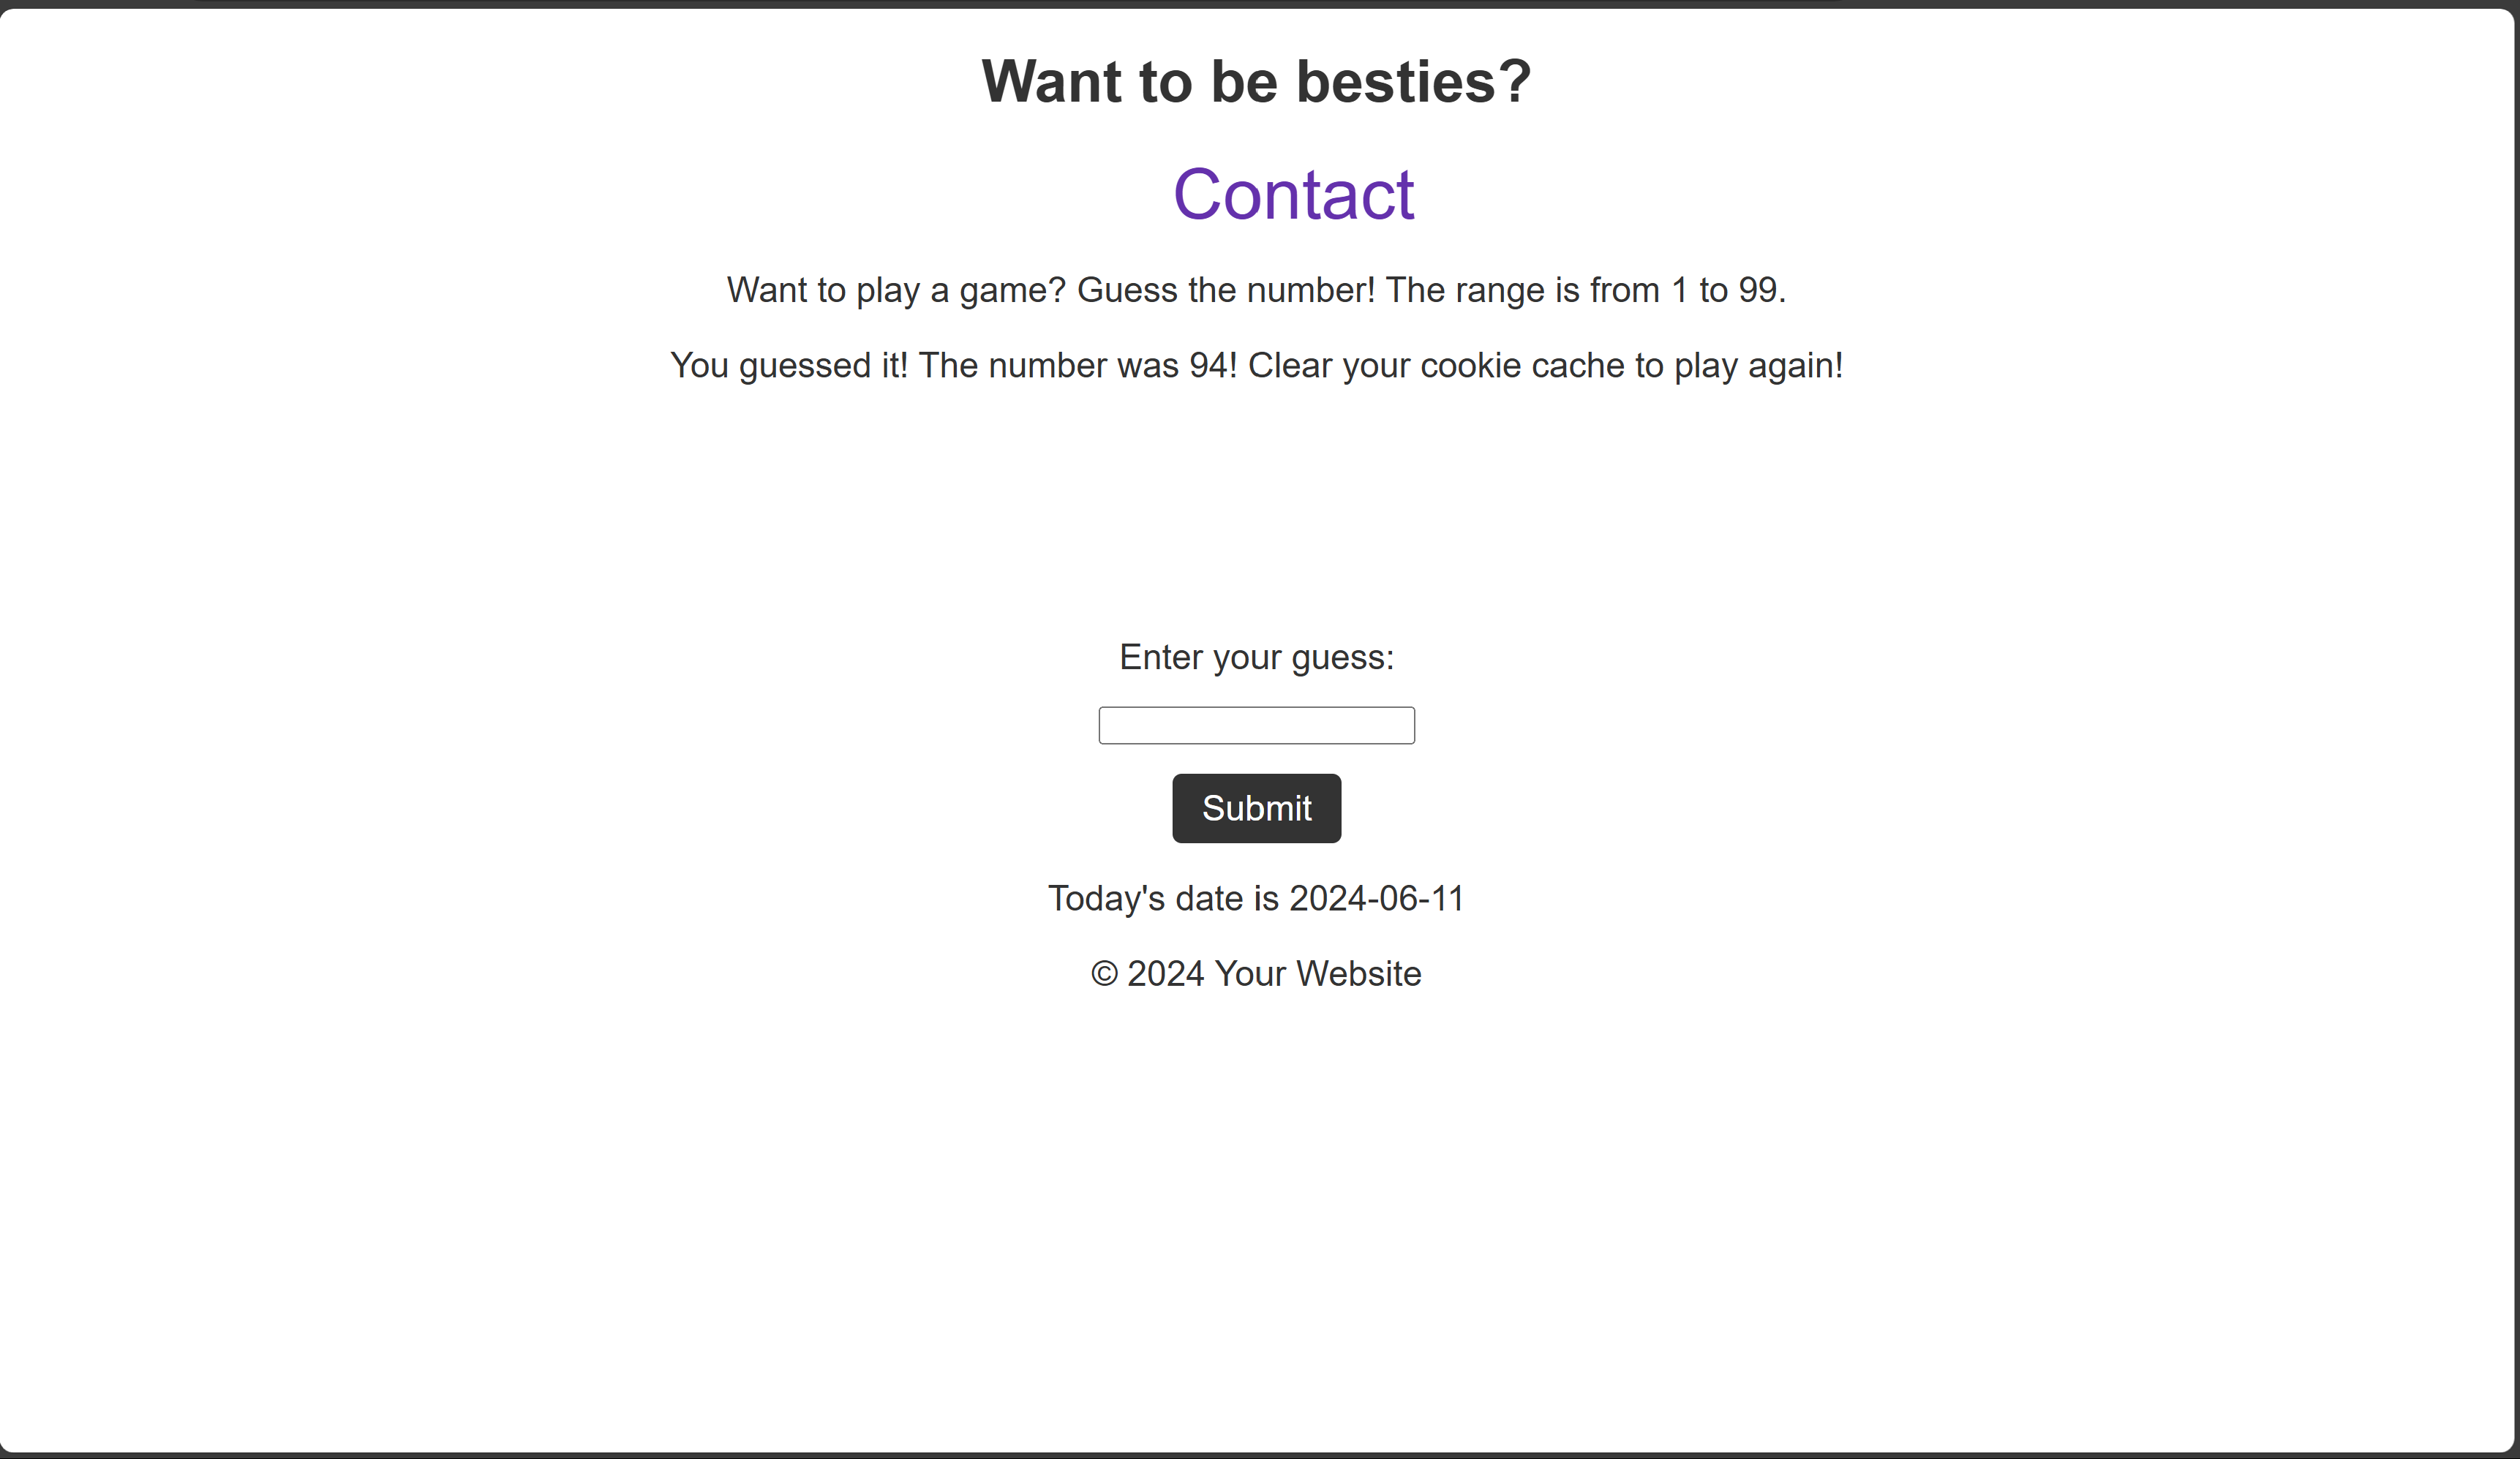 Want to be besties?
Contact
Want to play a game? Guess the number! The range is from 1 to 99.
You guessed it! The number was 94! Clear your cookie cache to play again!
Enter your guess:
Submit
Today's date is 2024-06-11
© 2024 Your Website